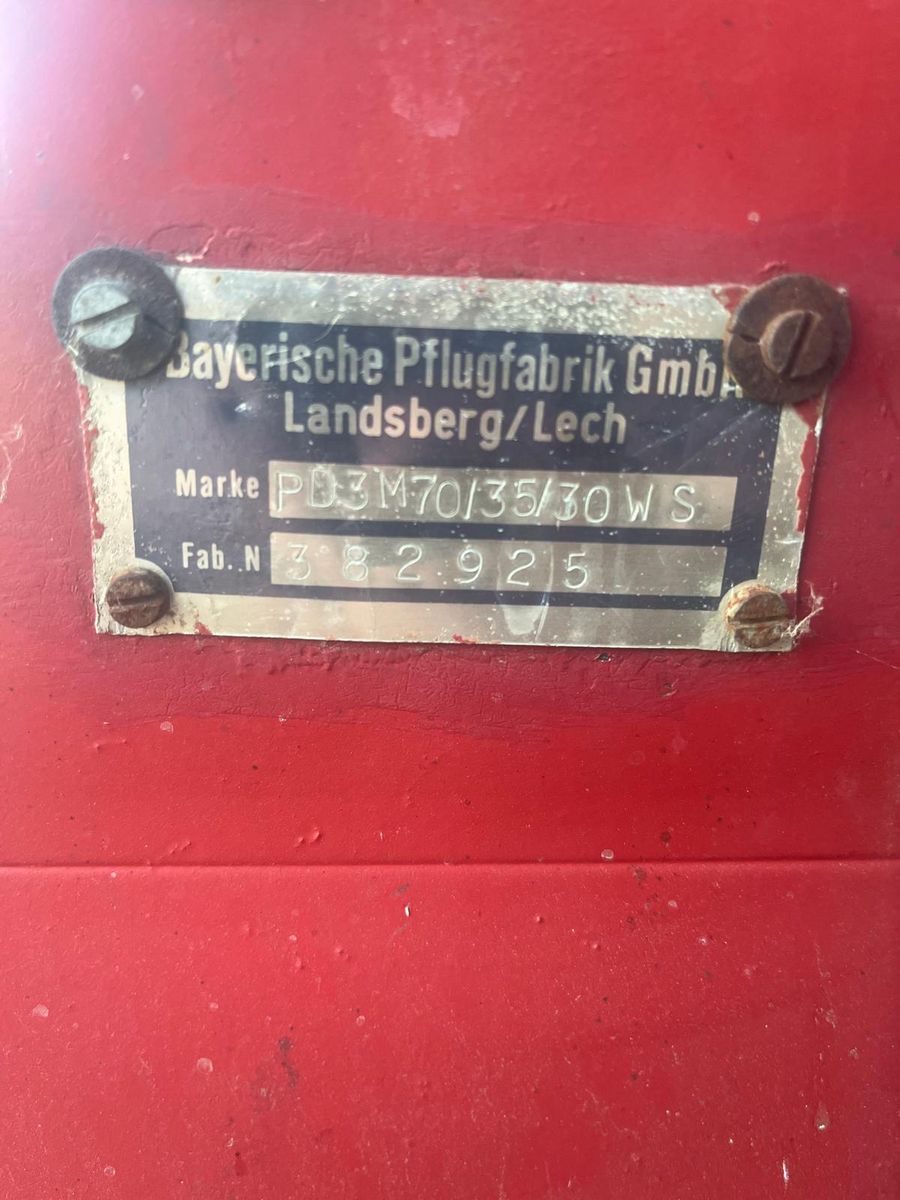 Bayerische Pflugfabrik GmbH
Landsberg/Lech
Marke PD3M70/35/30WS
Fab. N 382925